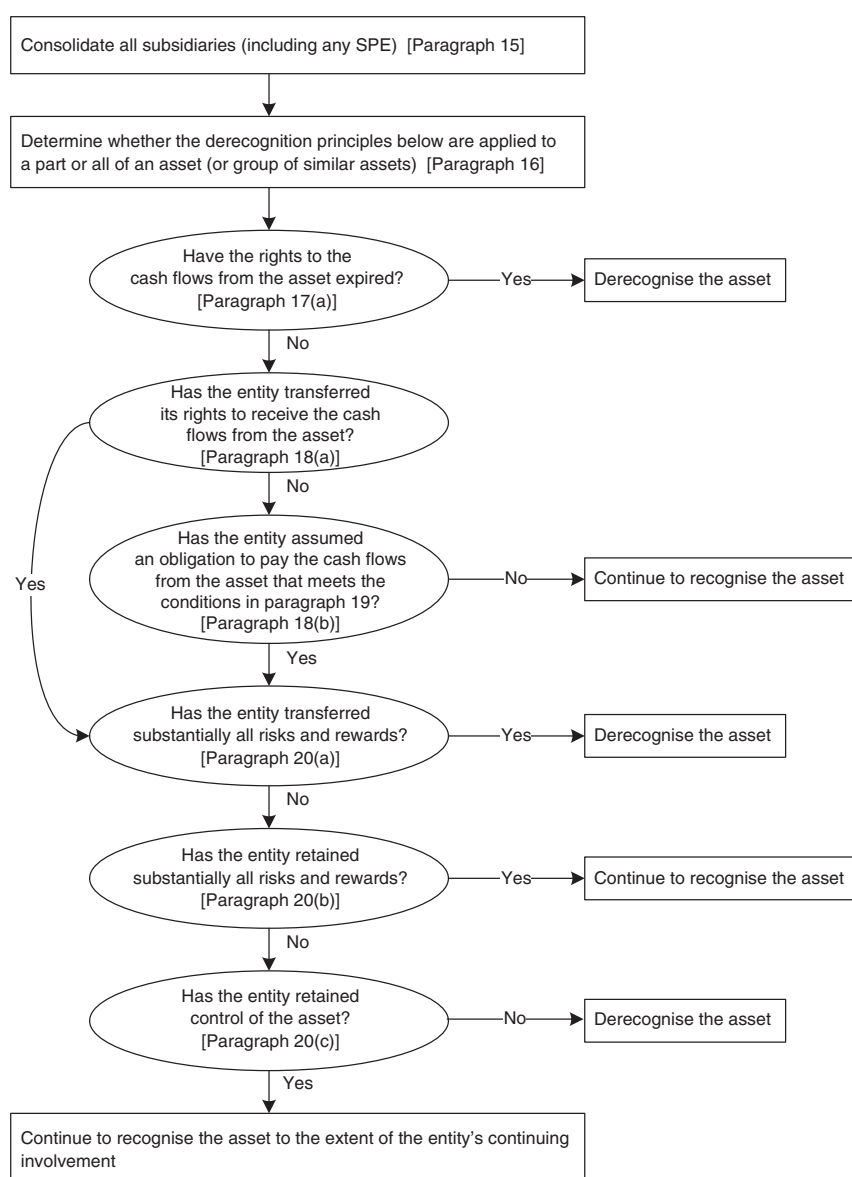 Consolidate all subsidiaries (including any SPE)  [Paragraph 15]
Determine whether the derecognition principles below are applied to
a part or all of an asset (or group of similar assets)  [Paragraph 16]
Have the rights to the
cash flows from the asset expired?
[Paragraph 17(a)]
Yes
Derecognise the asset
No
Has the entity transferred
its rights to receive the cash
flows from the asset?
[Paragraph 18(a)]
No
Yes
Has the entity assumed
an obligation to pay the cash flows
from the asset that meets the
conditions in paragraph 19?
[Paragraph 18(b)]
No
Continue to recognise the asset
Yes
Has the entity transferred
substantially all risks and rewards?
[Paragraph 20(a)]
Yes
Derecognise the asset
No
Has the entity retained
substantially all risks and rewards?
[Paragraph 20(b)]
Yes
Continue to recognise the asset
No
Has the entity retained
control of the asset?
[Paragraph 20(c)]
No
Derecognise the asset
Yes
Continue to recognise the asset to the extent of the entity's continuing
involvement